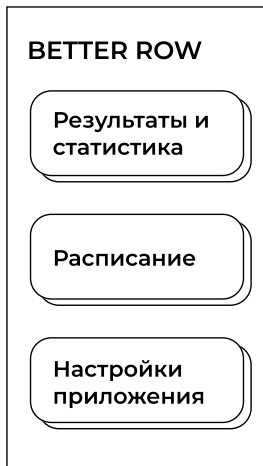 BETTER ROW
Результаты и
статистика
Расписание
Настройки
приложения